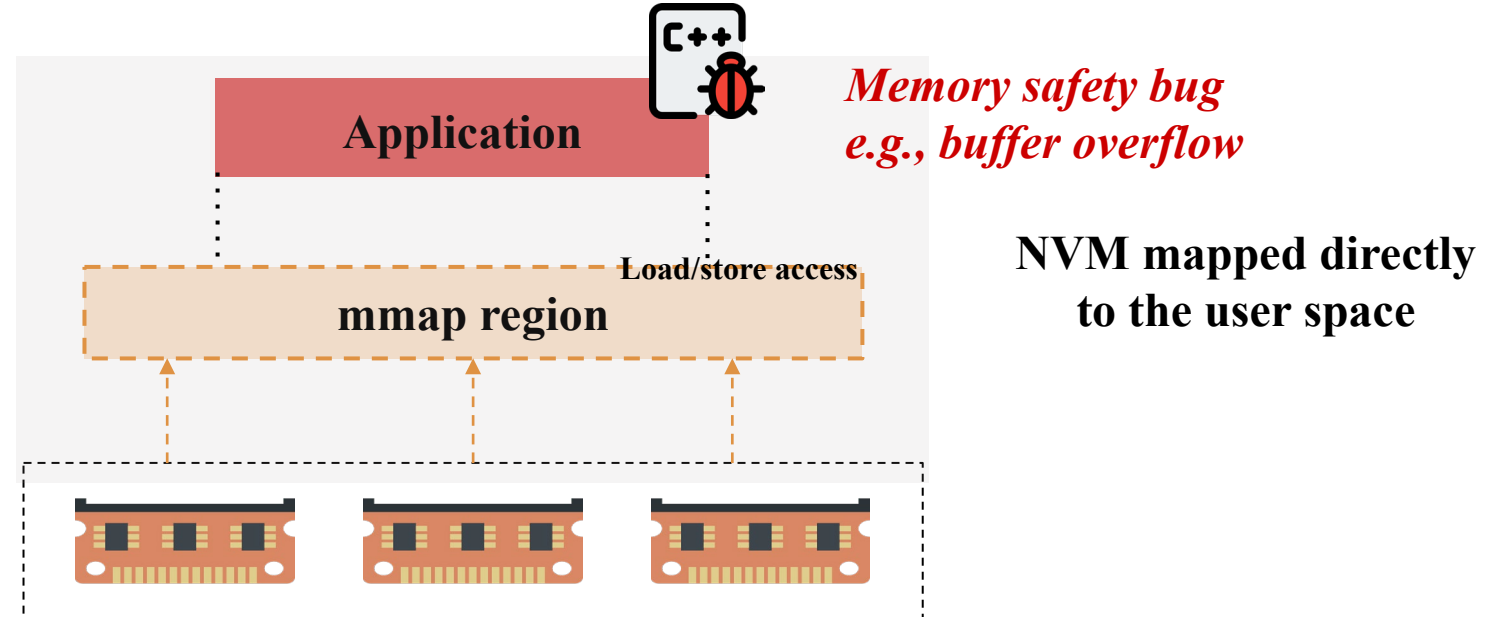 C++
Application
Memory safety bug
e.g., buffer overflow
Load/store access
mmap region
NVM mapped directly
to the user space